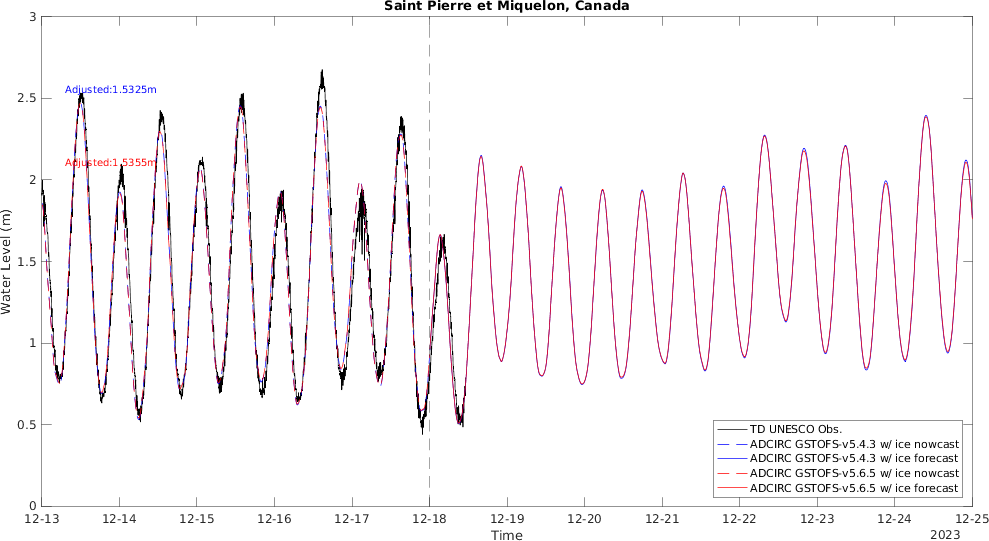 Saint Pierre et Miquelon, Canada
3
2.5
2
1.5
1
0.5
0
Water Level (m)
Adjusted:1.5325m
Adjusted:1.5355m
TD UNESCO Obs.
ADCIRC GSTOFS-v5.4.3 w/ ice nowcast
ADCIRC GSTOFS-v5.4.3 w/ ice forecast
ADCIRC GSTOFS-v5.6.5 w/ ice nowcast
ADCIRC GSTOFS-v5.6.5 w/ ice forecast
12-13 12-14 12-15 12-16 12-17 12-18 12-19 12-20 12-21 12-22 12-23 12-24 12-25
Time
2023